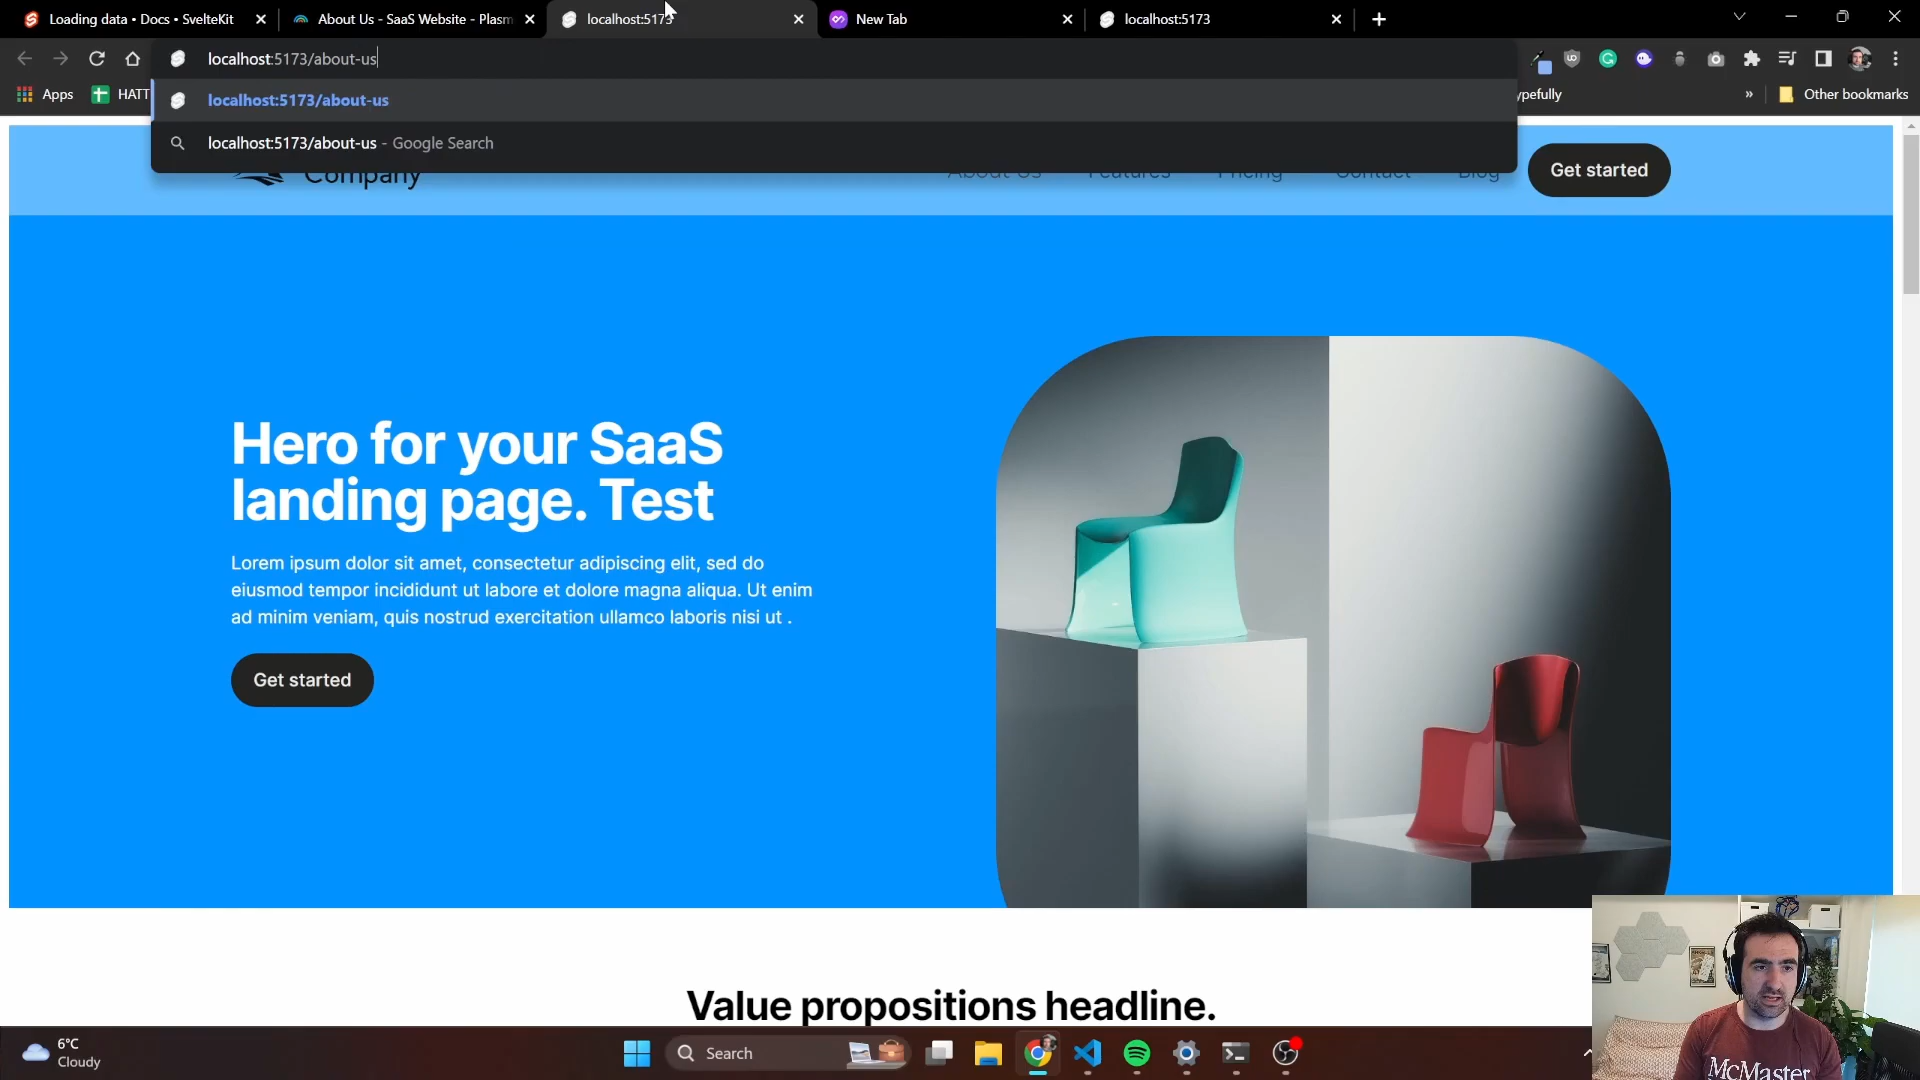 Loading data • Docs • SvelteKit
About Us - SaaS Website - Plasm
localhost:5173
New Tab
localhost:5173
localhost:5173/about-us
Apps
HATT
ypefully
»
Other bookmarks
localhost:5173/about-us
localhost:5173/about-us - Google Search
Company
About Us
Features
Pricing
Contact
Blog
Get started
Hero for your SaaS
landing page. Test
Lorem ipsum dolor sit amet, consectetur adipiscing elit, sed do
eiusmod tempor incididunt ut labore et dolore magna aliqua. Ut enim
ad minim veniam, quis nostrud exercitation ullamco laboris nisi ut .
Get started
Value propositions headline.
6°C
Cloudy
Search
McMaster